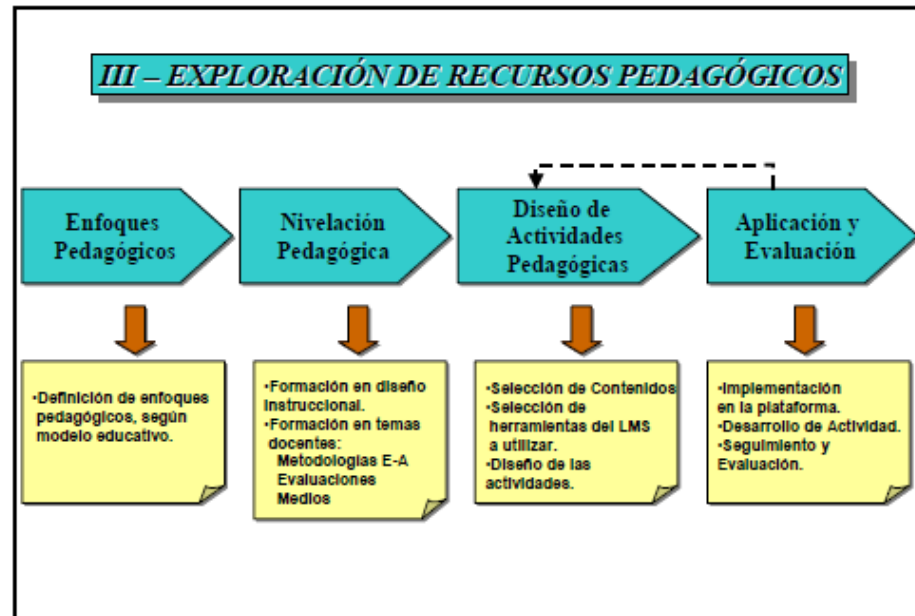 III – EXPLORACIÓN DE RECURSOS PEDAGÓGICOS
Enfoques
Pedagógicos
Nivelación
Pedagógica
Diseño de
Actividades
Pedagógicas
Aplicación y
Evaluación
•Definición de enfoques
pedagógicos, según
modelo educativo.
•Formación en diseño
Instruccional.
•Formación en temas
docentes:
Metodologías E-A
Evaluaciones
Medios
•Selección de Contenidos
•Selección de
herramientas del LMS
a utilizar.
•Diseño de las
actividades.
•Implementación
en la plataforma.
•Desarrollo de Actividad.
•Seguimiento y
Evaluación.